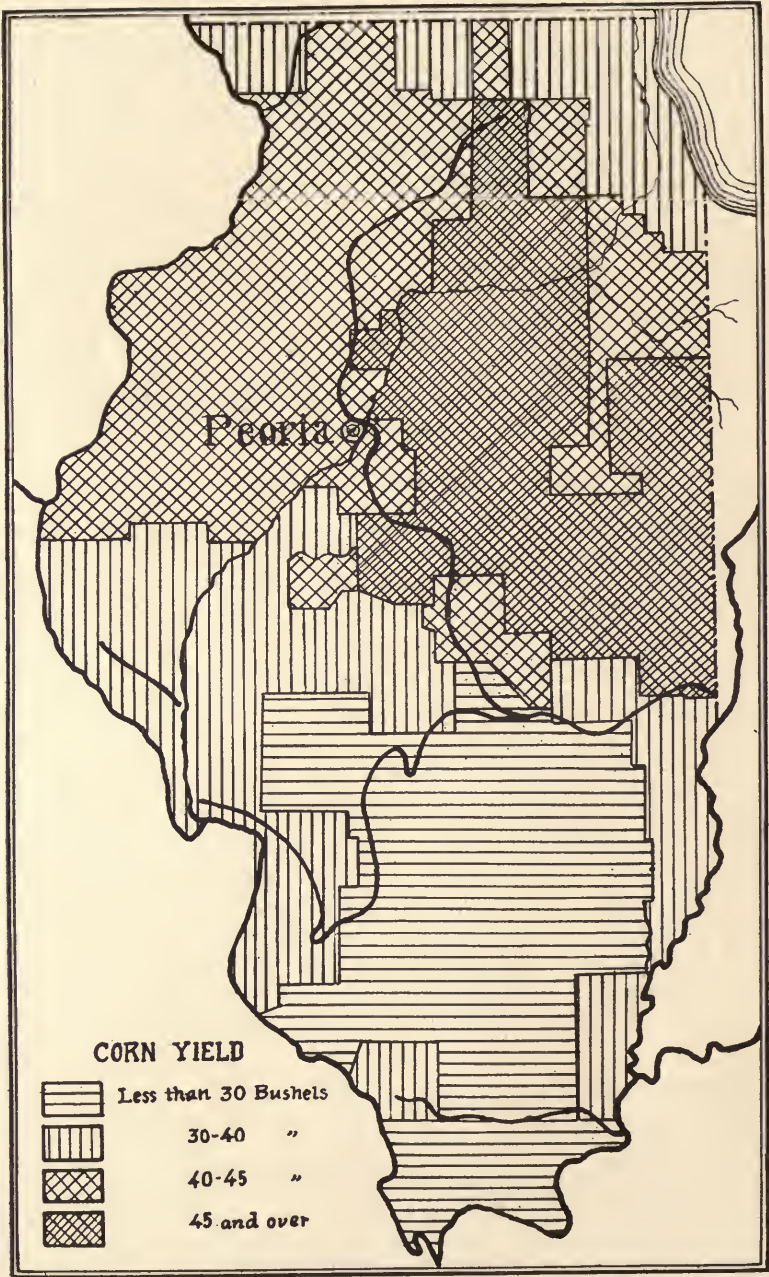 Peoria
CORN YIELD
Less than 30 Bushels
30-40 "
40-45 "
45 and over